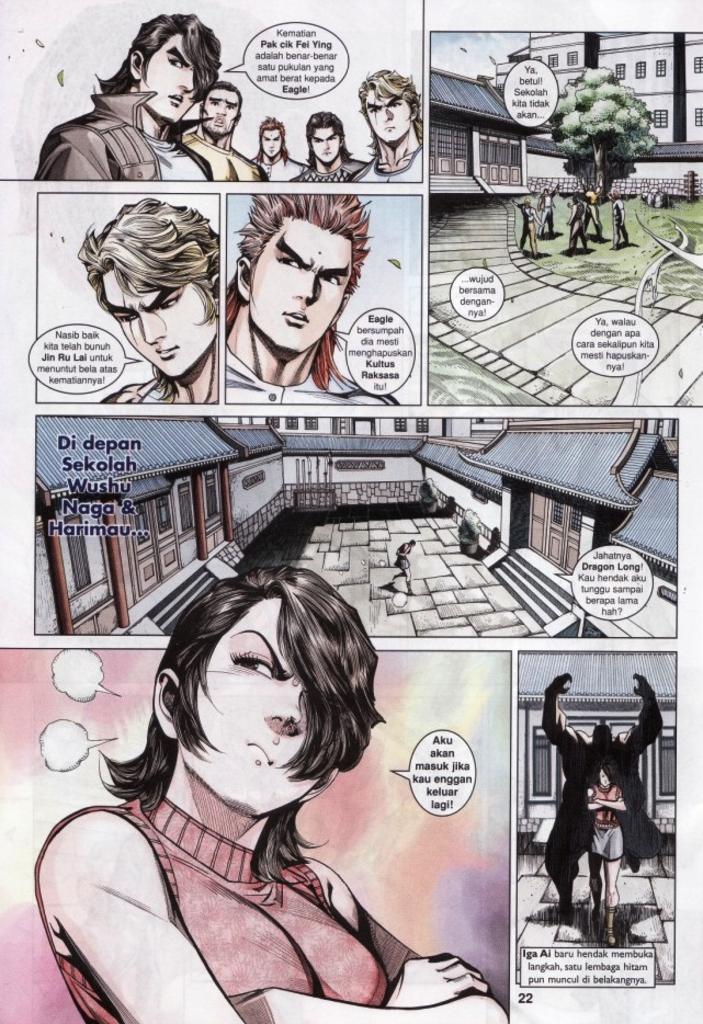 Kematian
Pak cik Fei Ying
adalah benar-benar
satu pukulan yang
amat berat kepada
Eagle!
Ya,
betul!
Sekolah
kita tidak
akan...
...wujud
bersama
dengan-
nya!
Ya, walau
dengan apa
cara sekalipun kita
mesti hapuskan-
nya!
Nasib baik
kita telah bunuh
Jin Ru Lai untuk
menuntut bela atas
kematiannya!
Eagle
bersumpah
dia mesti
menghapuskan
Kultus
Raksasa
itu!
Di depan
Sekolah
Wushu
Naga &
Harimau...
Jahatnya
Dragon Long!
Kau hendak aku
tunggu sampai
berapa lama
hah?
Aku
akan
masuk jika
kau enggan
keluar
lagi!
Iga Ai baru hendak membuka
langkah, satu lembaga hitam
pun muncul di belakangnya.
22